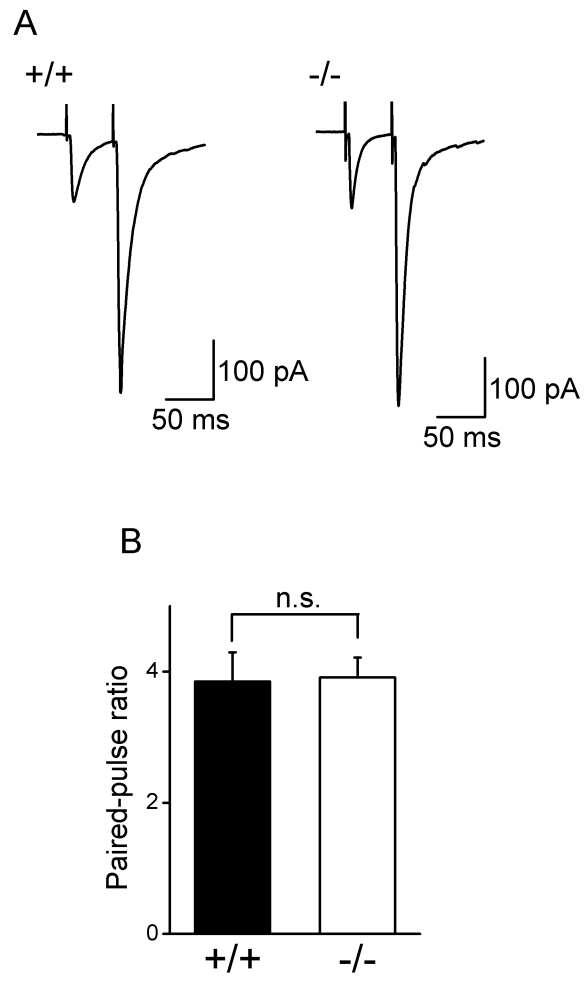 A
+/+
-/-
100 pA
50 ms
100 pA
50 ms
B
n.s.
Paired-pulse ratio
4
2
0
+/+
-/-